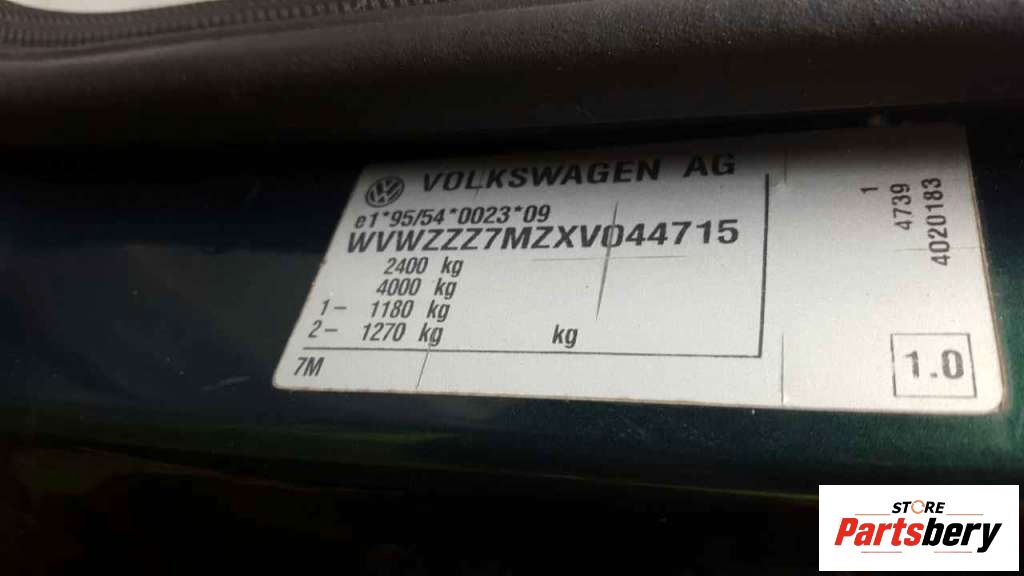 VOLKSWAGEN AG
e1*95/54*0023*09
WVWZZZ7MZXV044715
2400 kg
4000 kg
1- 1180 kg
2- 1270 kg kg
7M
1
4739
4020183
1.0
STORE
Partsbery